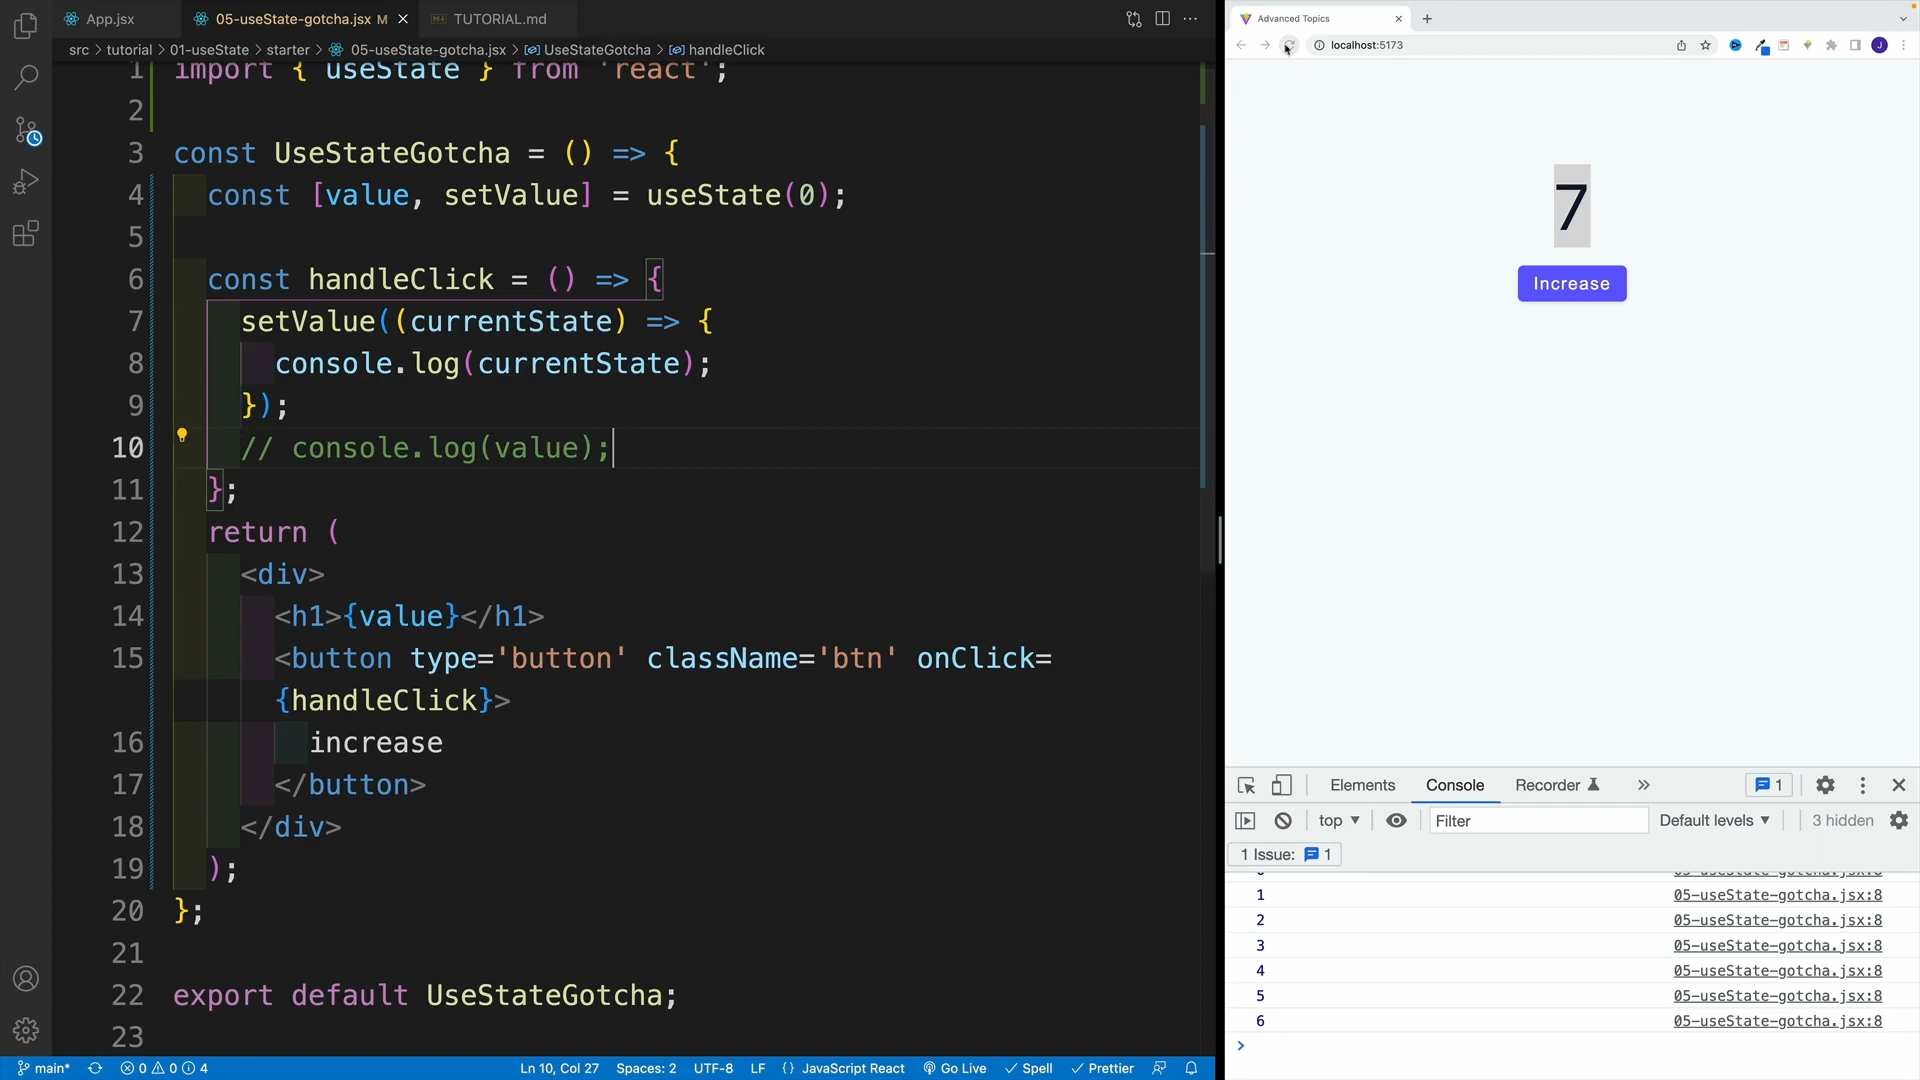 App.jsx
05-useState-gotcha.jsx M
TUTORIAL.md
src > tutorial > 01-useState > starter > 05-useState-gotcha.jsx > UseStateGotcha > handleClick
1 import { useState } from 'react';
2
3 const UseStateGotcha = () => {
4 const [value, setValue] = useState(0);
5
6 const handleClick = () => {
7 setValue((currentState) => {
8 console.log(currentState);
9 });
10 // console.log(value);
11 };
12 return (
13 <div>
14 <h1>{value}</h1>
15 <button type='button' className='btn' onClick=
{handleClick}>
16 increase
17 </button>
18 </div>
19 );
20 };
21
22 export default UseStateGotcha;
23
main* 0 0 4 Ln 10, Col 27 Spaces: 2 UTF-8 LF {} JavaScript React Go Live Spell Prettier
Advanced Topics
localhost:5173
J
7
Increase
Elements Console Recorder 1
top Filter Default levels 3 hidden
1 Issue: 1
1 05-useState-gotcha.jsx:8
2 05-useState-gotcha.jsx:8
3 05-useState-gotcha.jsx:8
4 05-useState-gotcha.jsx:8
5 05-useState-gotcha.jsx:8
6 05-useState-gotcha.jsx:8